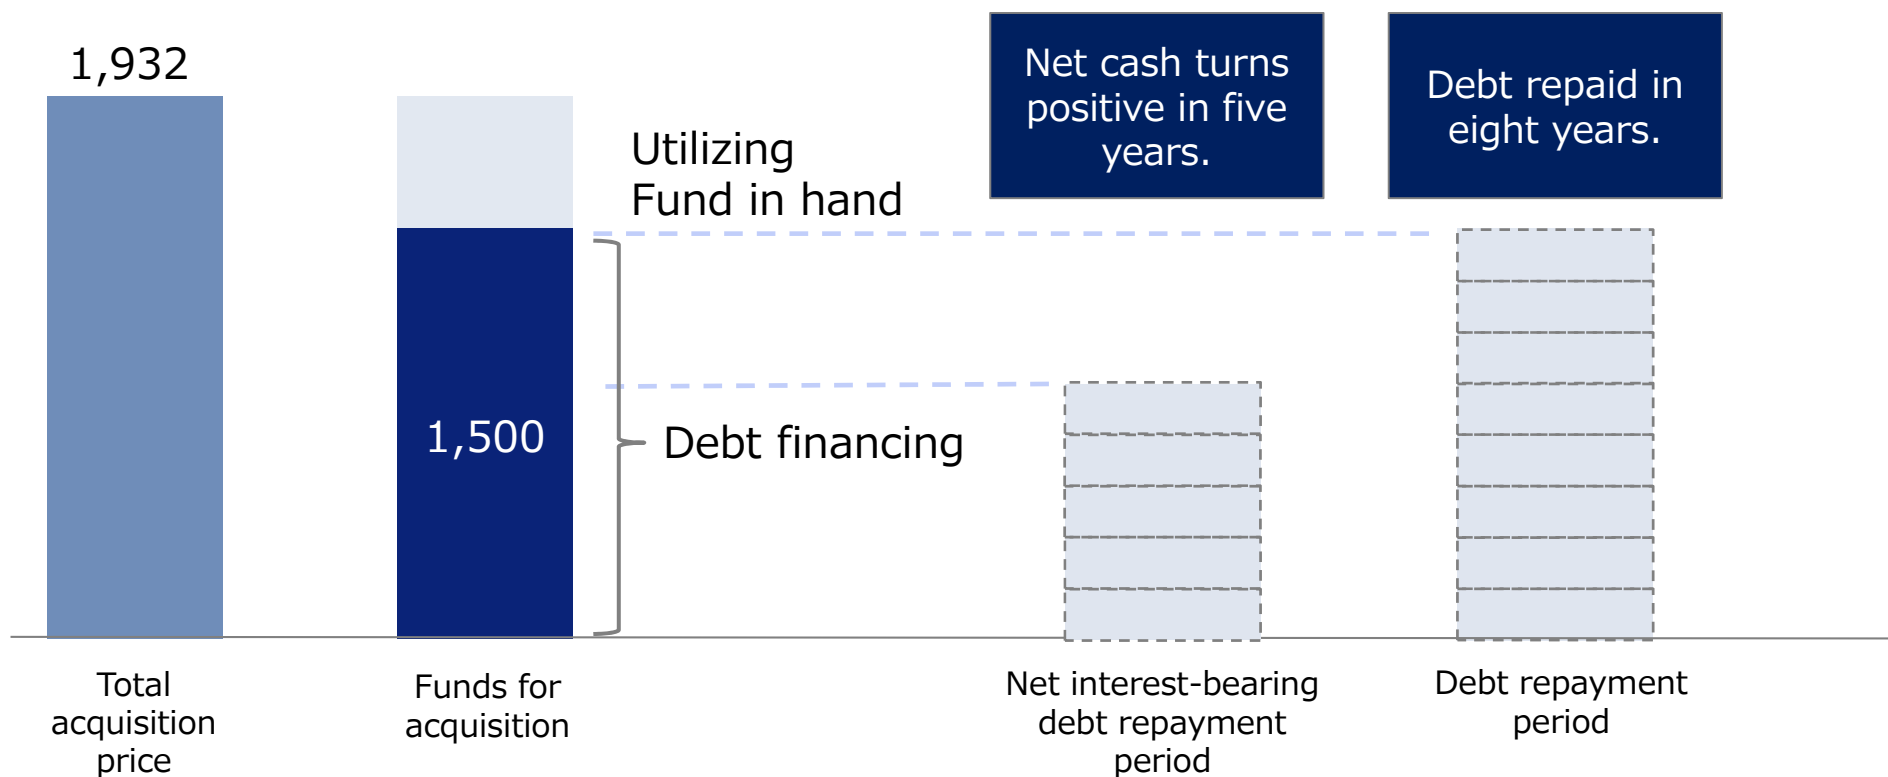 1,932
Utilizing
Fund in hand
Net cash turns
positive in five
years.
Debt repaid in
eight years.
1,500
Debt financing
Total
acquisition
price
Funds for
acquisition
Net interest-bearing
debt repayment
period
Debt repayment
period